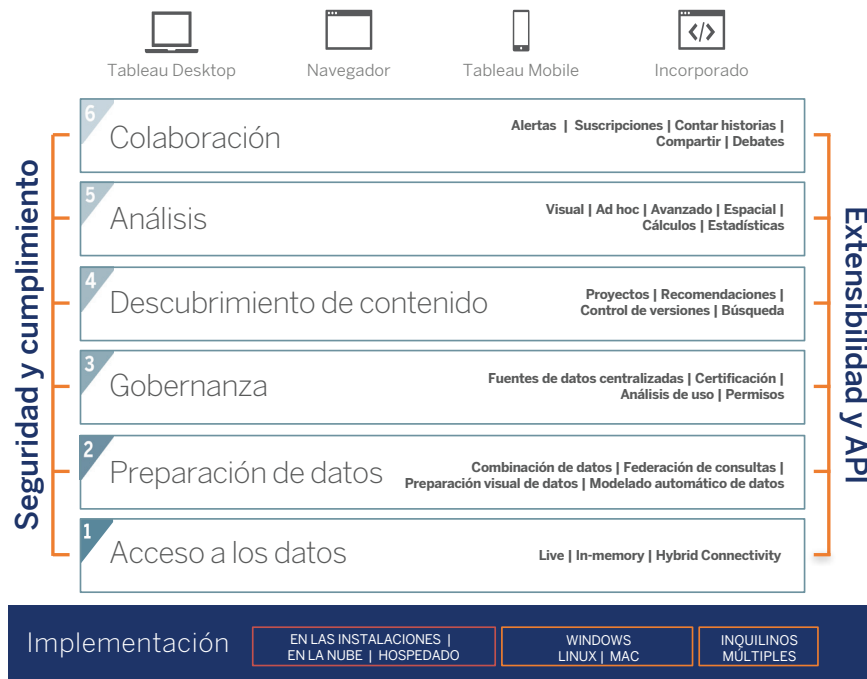 Tableau Desktop
Navegador
Tableau Mobile
Incorporado
Seguridad y cumplimiento
6
Colaboración
Alertas | Suscripciones | Contar historias |
Compartir | Debates
5
Análisis
Visual | Ad hoc | Avanzado | Espacial |
Cálculos | Estadísticas
4
Descubrimiento de contenido
Proyectos | Recomendaciones |
Control de versiones | Búsqueda
3
Gobernanza
Fuentes de datos centralizadas | Certificación |
Análisis de uso | Permisos
2
Preparación de datos
Combinación de datos | Federación de consultas |
Preparación visual de datos | Modelado automático de datos
1
Acceso a los datos
Live | In-memory | Hybrid Connectivity
Extensibilidad y API
Implementación
EN LAS INSTALACIONES |
EN LA NUBE | HOSPEDADO
WINDOWS
LINUX | MAC
INQUILINOS
MÚLTIPLES